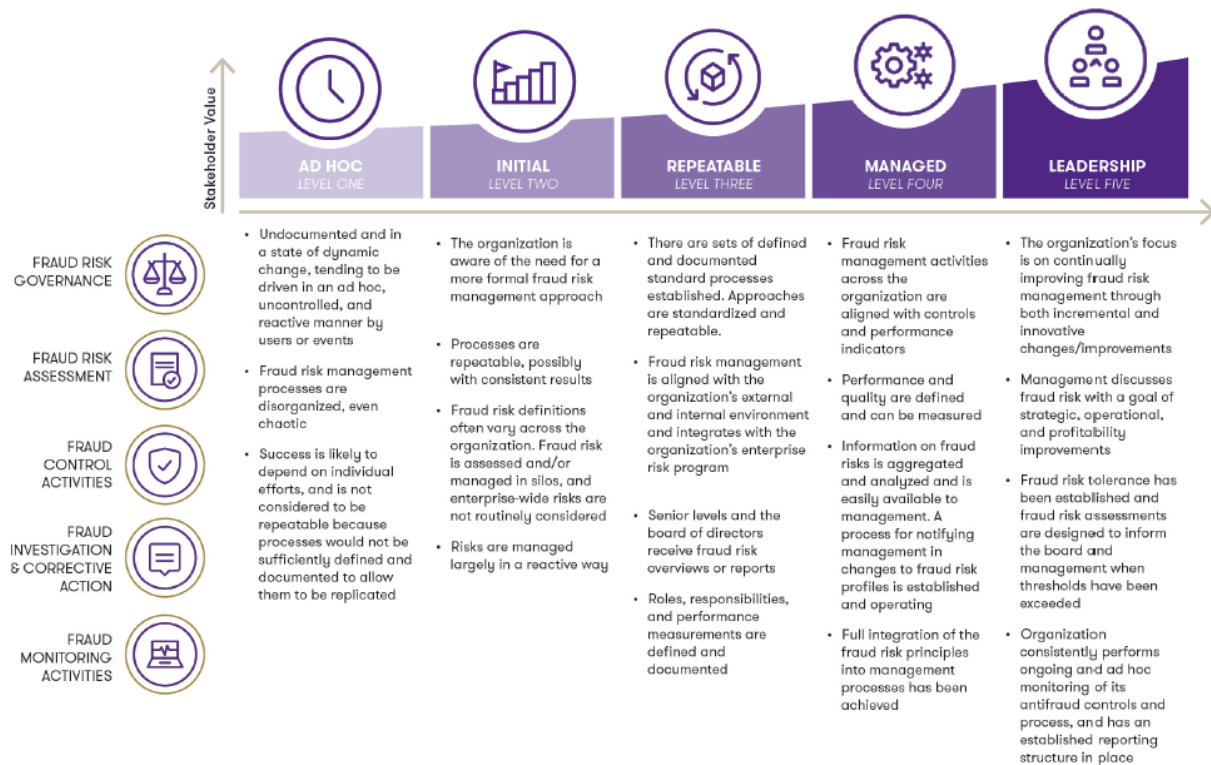 Stakeholder Value
AD HOC
LEVEL ONE
INITIAL
LEVEL TWO
REPEATABLE
LEVEL THREE
MANAGED
LEVEL FOUR
LEADERSHIP
LEVEL FIVE
FRAUD RISK
GOVERNANCE
FRAUD RISK
ASSESSMENT
FRAUD
CONTROL
ACTIVITIES
FRAUD
INVESTIGATION
& CORRECTIVE
ACTION
FRAUD
MONITORING
ACTIVITIES
• Undocumented and in
a state of dynamic
change, tending to be
driven in an ad hoc,
uncontrolled, and
reactive manner by
users or events
• Fraud risk management
processes are
disorganized, even
chaotic
• Success is likely to
depend on individual
efforts, and is not
considered to be
repeatable because
processes would not be
sufficiently defined and
documented to allow
them to be replicated
• The organization is
aware of the need for a
more formal fraud risk
management approach
• Processes are
repeatable, possibly
with consistent results
• Fraud risk definitions
often vary across the
organization. Fraud risk
is assessed and/or
managed in silos, and
enterprise-wide risks are
not routinely considered
• Risks are managed
largely in a reactive way
• There are sets of defined
and documented
standard processes
established. Approaches
are standardized and
repeatable.
• Fraud risk management
is aligned with the
organization's external
and internal environment
and integrates with the
organization's enterprise
risk program
• Senior levels and the
board of directors
receive fraud risk
overviews or reports
• Roles, responsibilities,
and performance
measurements are
defined and
documented
• Fraud risk
management activities
across the
organization are
aligned with controls
and performance
indicators
• Performance and
quality are defined
and can be measured
• Information on fraud
risks is aggregated
and analyzed and is
easily available to
management. A
process for notifying
management in
changes to fraud risk
profiles is established
and operating
• Full integration of the
fraud risk principles
into management
processes has been
achieved
• The organization's focus
is on continually
improving fraud risk
management through
both incremental and
innovative
changes/improvements
• Management discusses
fraud risk with a goal of
strategic, operational,
and profitability
improvements
• Fraud risk tolerance has
been established and
fraud risk assessments
are designed to inform
the board and
management when
thresholds have been
exceeded
• Organization
consistently performs
ongoing and ad hoc
monitoring of its
antifraud controls and
process, and has an
established reporting
structure in place